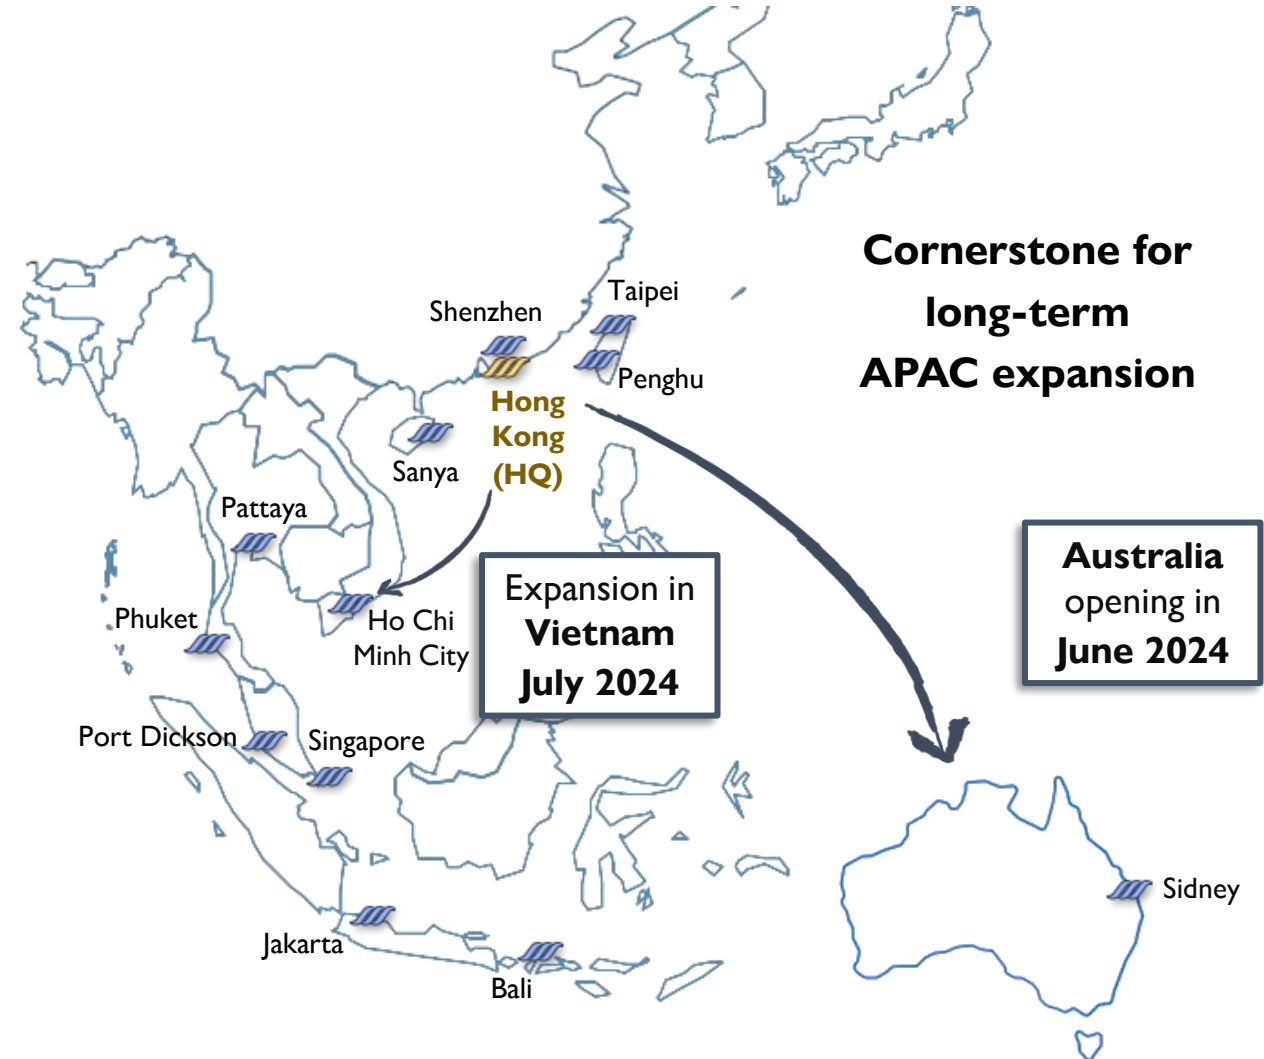 Cornerstone for
long-term
APAC expansion
Taipei
Shenzhen
Penghu
Hong
Kong
(HQ)
Sanya
Pattaya
Expansion in
Vietnam
July 2024
Australia
opening in
June 2024
Phuket
Ho Chi
Minh City
Port Dickson
Singapore
Sidney
Jakarta
Bali